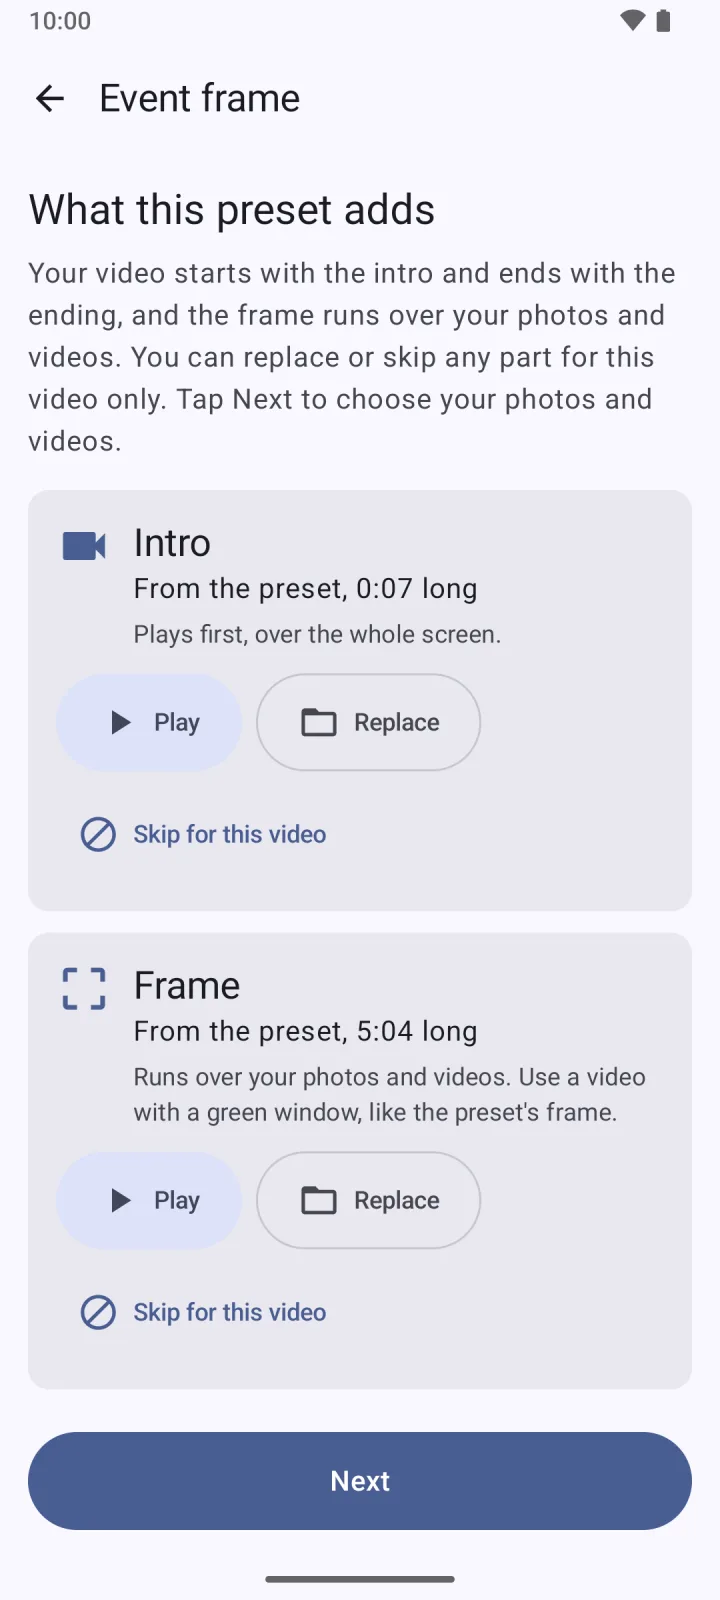 10:00
Event frame
What this preset adds
Your video starts with the intro and ends with the
ending, and the frame runs over your photos and
videos. You can replace or skip any part for this
video only. Tap Next to choose your photos and
videos.
Intro
From the preset, 0:07 long
Plays first, over the whole screen.
Play
Replace
Skip for this video
Frame
From the preset, 5:04 long
Runs over your photos and videos. Use a video
with a green window, like the preset's frame.
Play
Replace
Skip for this video
Next